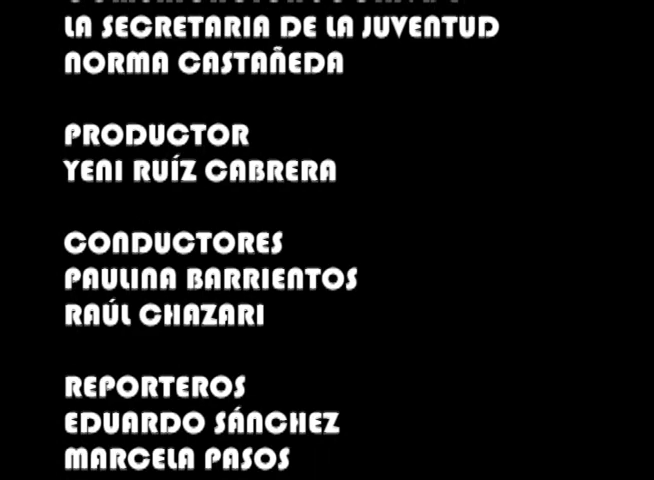 LA SECRETARIA DE LA JUVENTUD
NORMA CASTAÑEDA
PRODUCTOR
YENI RUÍZ CABRERA
CONDUCTORES
PAULINA BARRIENTOS
RAÚL CHAZARI
REPORTEROS
EDUARDO SÁNCHEZ
MARCELA PASOS